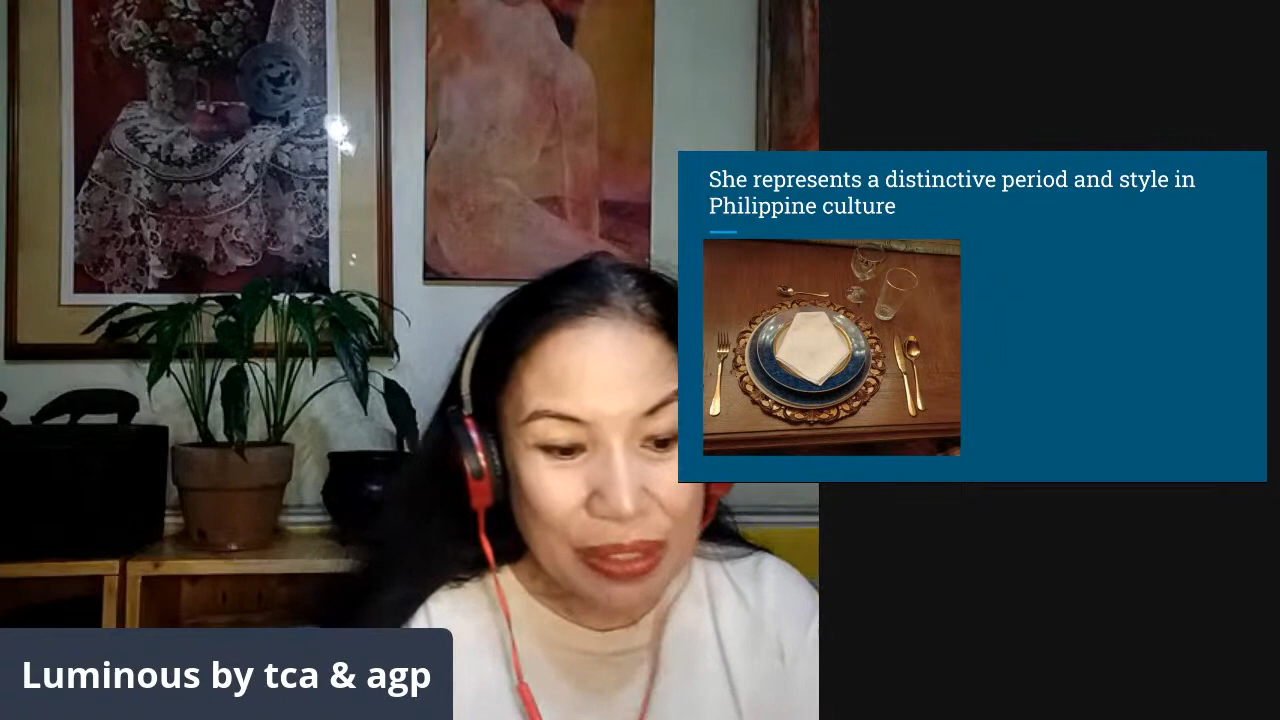 She represents a distinctive period and style in
Philippine culture
Luminous by tca & agp